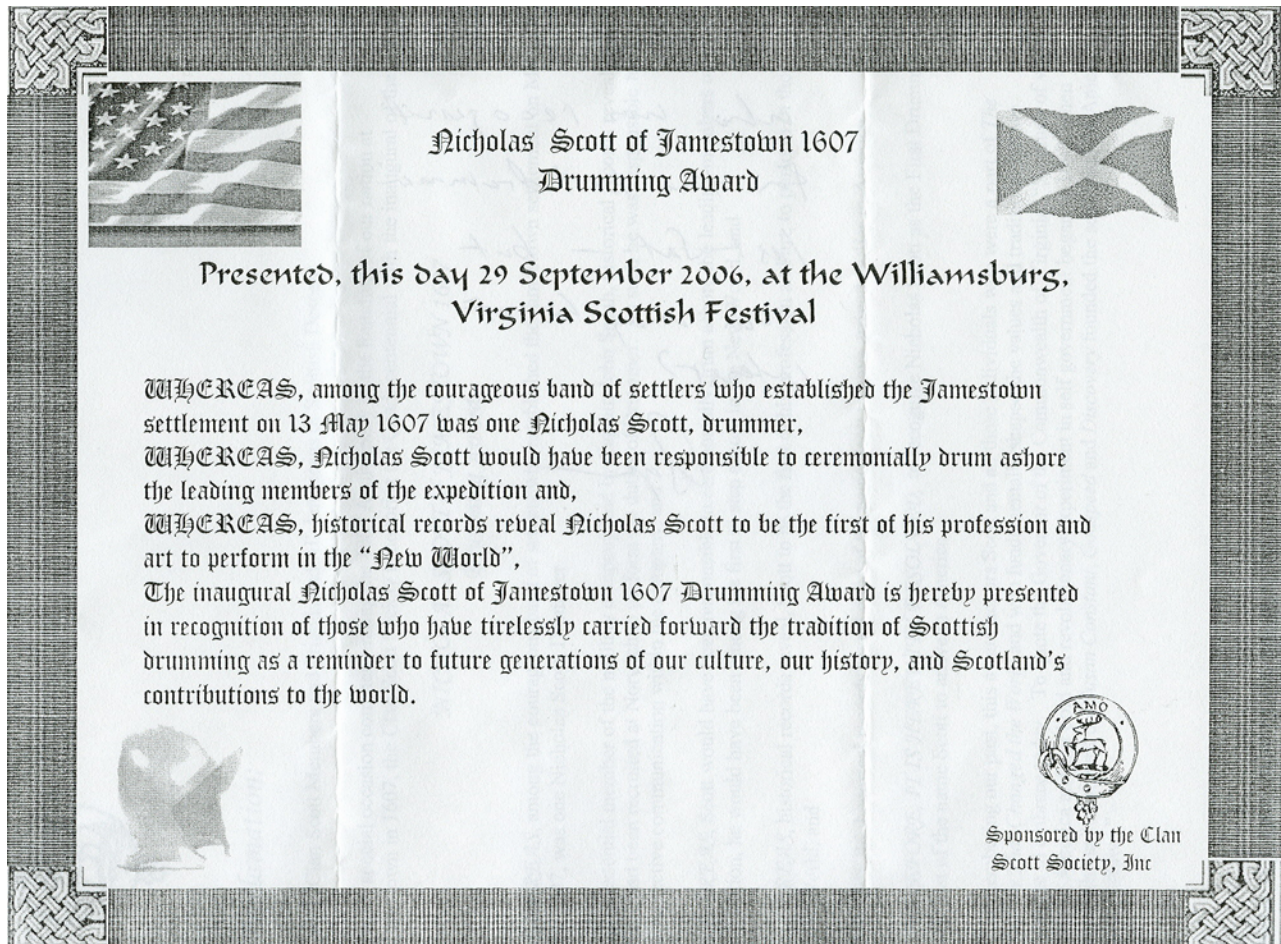 Nicholas Scott of Jamestown 1607
Drumming Award
Presented, this day 29 September 2006, at the Williamsburg,
Virginia Scottish Festival
WHEREAS, among the courageous band of settlers who established the Jamestown
settlement on 13 May 1607 was one Nicholas Scott, drummer,
WHEREAS, Nicholas Scott would have been responsible to ceremonially drum ashore
the leading members of the expedition and,
WHEREAS, historical records reveal Nicholas Scott to be the first of his profession and
art to perform in the “New World”,
The inaugural Nicholas Scott of Jamestown 1607 Drumming Award is hereby presented
in recognition of those who have tirelessly carried forward the tradition of Scottish
drumming as a reminder to future generations of our culture, our history, and Scotland's
contributions to the world.
AMO
Sponsored by the Clan
Scott Society, Inc